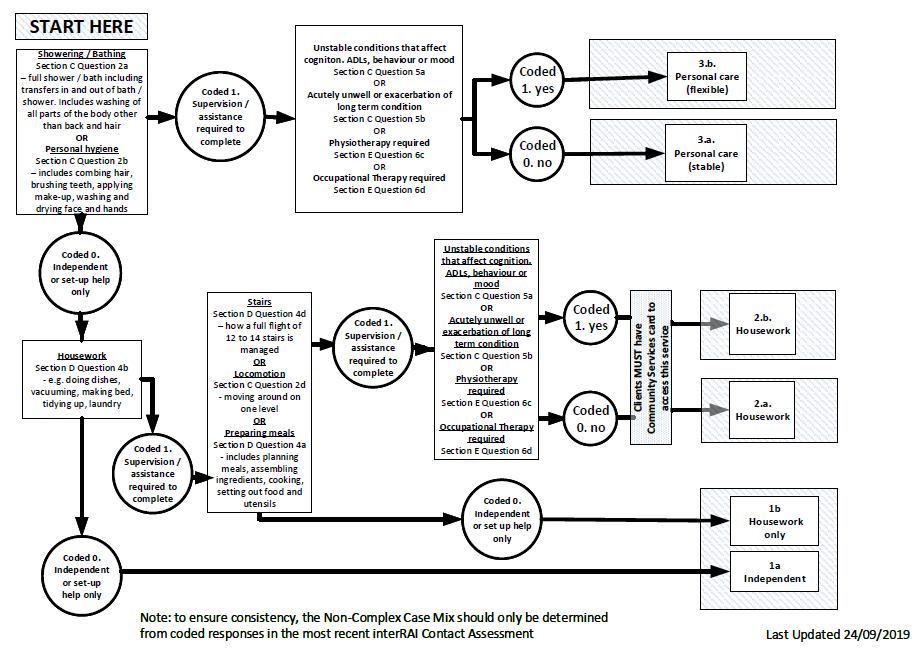 START HERE
Showering / Bathing
Section C Question 2a
– full shower / bath including
transfers in and out of bath /
shower. Includes washing of
all parts of the body other
than back and hair
OR
Personal hygiene
Section C Question 2b
– includes combing hair,
brushing teeth, applying
make-up, washing and
drying face and hands
Coded 1.
Supervision /
assistance
required to
complete
Unstable conditions that affect
cogniton. ADLs, behaviour or mood
Section C Question 5a
OR
Acutely unwell or exacerbation of
long term condition
Section C Question 5b
OR
Physiotherapy required
Section E Question 6c
OR
Occupational Therapy required
Section E Question 6d
Coded
1. yes
3.b.
Personal care
(flexible)
Coded
0. no
3.a.
Personal care
(stable)
Coded 0.
Independent
or set-up help
only
Housework
Section D Question 4b
- e.g. doing dishes,
vacuuming, making bed,
tidying up, laundry
Coded 1.
Supervision /
assistance
required to
complete
Stairs
Section D Question 4d
– how a full flight of
12 to 14 stairs is
managed
OR
Locomotion
Section C Question 2d
- moving around on
one level
OR
Preparing meals
Section D Question 4a
- includes planning
meals, assembling
ingredients, cooking,
setting out food and
utensils
Coded 1.
Supervision /
assistance
required to
complete
Unstable conditions
that affect cognition.
ADLs, behaviour or
mood
Section C Question 5a
OR
Acutely unwell or
exacerbation of long
term condition
Section C Question 5b
OR
Physiotherapy
required
Section E Question 6c
OR
Occupational Therapy
required
Section E Question 6d
Coded
1. yes
Coded
0. no
Clients MUST have
Community Services card to
access this service
2.b.
Housework
2.a.
Housework
Coded 0.
Independent
or set up help
only
1b
Housework
only
Coded 0.
Independent
or set-up
help only
1a
Independent
Note: to ensure consistency, the Non-Complex Case Mix should only be determined
from coded responses in the most recent interRAI Contact Assessment
Last Updated 24/09/2019